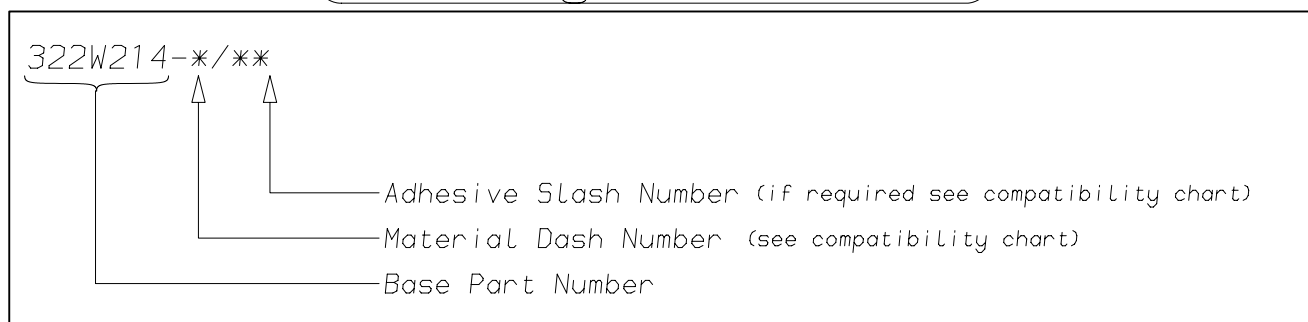 322W214-*/**
Adhesive Slash Number (if required see compatibility chart)
Material Dash Number (see compatibility chart)
Base Part Number